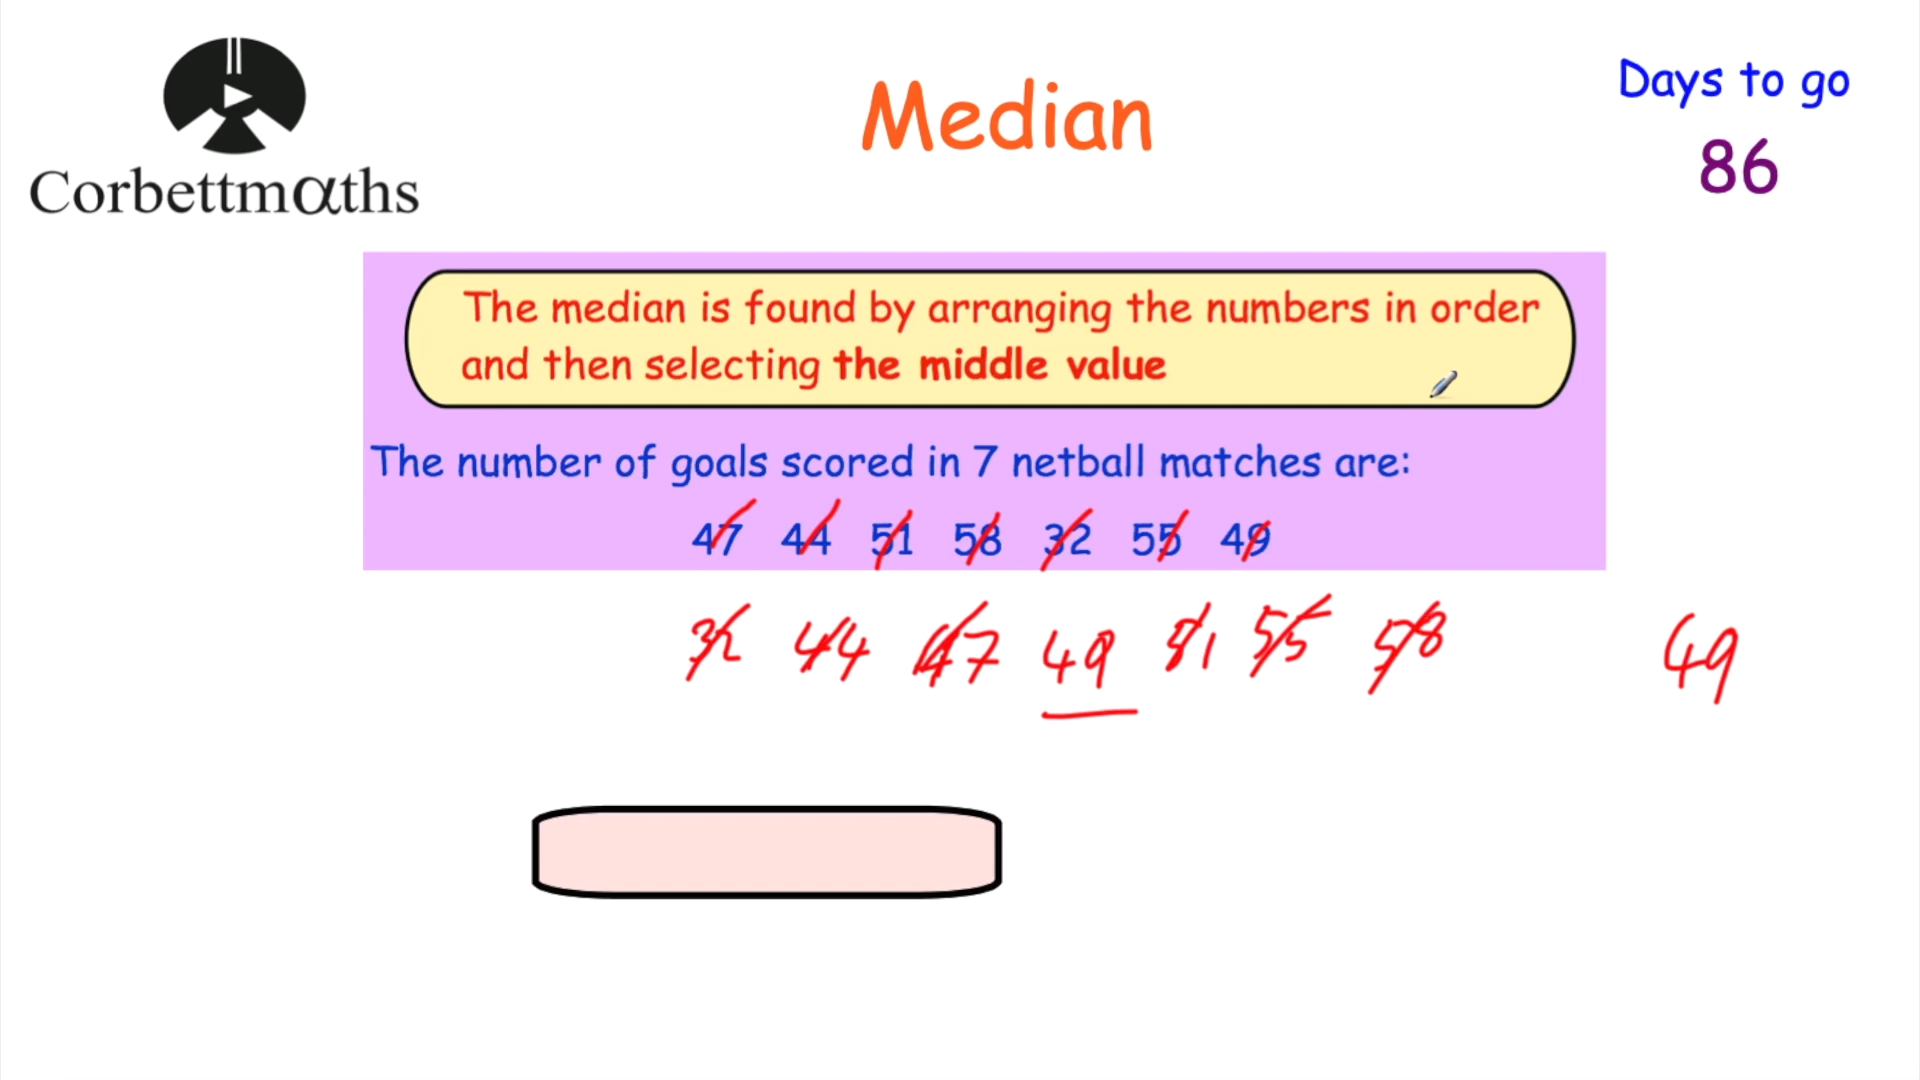 Median
Days to go
86
Corbettmαths
The median is found by arranging the numbers in order
and then selecting the middle value
The number of goals scored in 7 netball matches are:
47 44 51 58 32 55 49
32 44 47 49 51 55 58 49